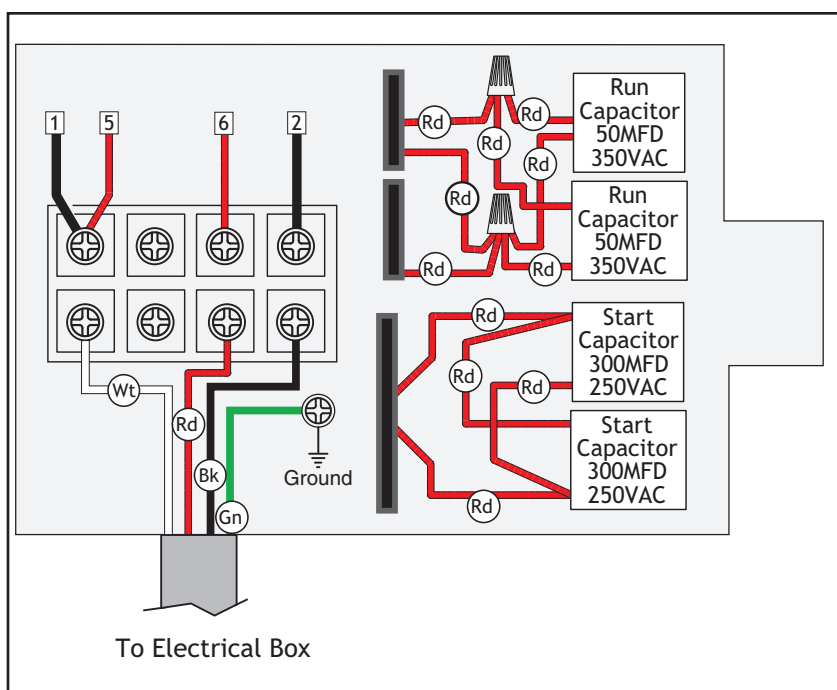 1
5
6
2
Wt
Rd
Bk
Gn
Ground
To Electrical Box
Rd
Rd
Rd
Rd
Rd
Rd
Rd
Run
Capacitor
50MFD
350VAC
Run
Capacitor
50MFD
350VAC
Rd
Rd
Rd
Rd
Start
Capacitor
300MFD
250VAC
Start
Capacitor
300MFD
250VAC